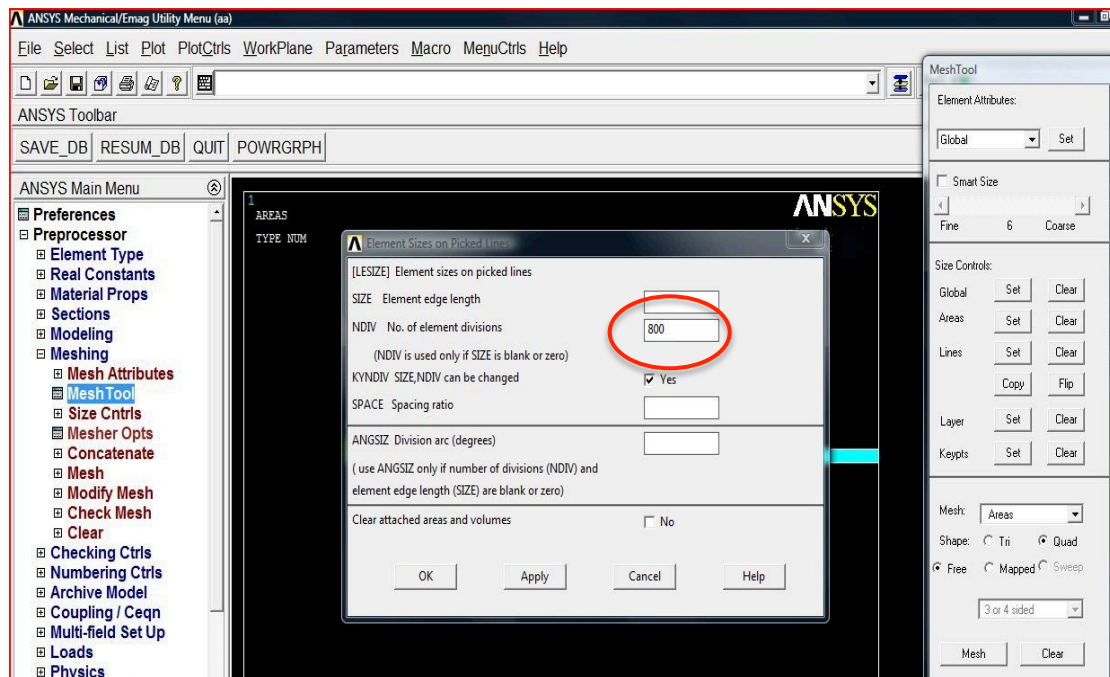 ANSYS Mechanical/Emag Utility Menu (aa)
File Select List Plot PlotCtrls WorkPlane Parameters Macro MenuCtrls Help
ANSYS Toolbar
SAVE_DB RESUM_DB QUIT POWRGRPH
ANSYS Main Menu
Preferences
Preprocessor
Element Type
Real Constants
Material Props
Sections
Modeling
Meshing
Mesh Attributes
MeshTool
Size Cntrls
Mesher Opts
Concatenate
Mesh
Modify Mesh
Check Mesh
Clear
Checking Ctrls
Numbering Ctrls
Archive Model
Coupling / Ceqn
Multi-field Set Up
Loads
Physics
1
AREAS
TYPE NUM
ANSYS
Element Sizes on Picked Lines
[LESIZE] Element sizes on picked lines
SIZE Element edge length
NDIV No. of element divisions 800
(NDIV is used only if SIZE is blank or zero)
KYNDIV SIZE,NDIV can be changed Yes
SPACE Spacing ratio
ANGSIZ Division arc (degrees)
( use ANGSIZ only if number of divisions (NDIV) and
element edge length (SIZE) are blank or zero)
Clear attached areas and volumes No
OK Apply Cancel Help
MeshTool
Element Attributes:
Global Set
Smart Size
Fine 6 Coarse
Size Controls:
Global Set Clear
Areas Set Clear
Lines Set Clear
Copy Flip
Layer Set Clear
Keypts Set Clear
Mesh: Areas
Shape: Tri Quad
Free Mapped Sweep
3 or 4 sided
Mesh Clear